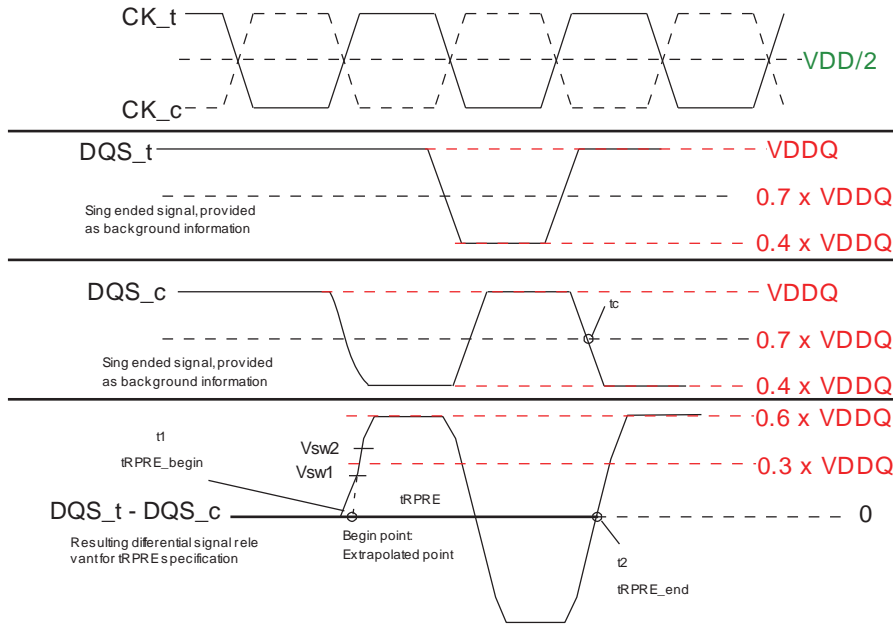 CK_t
VDD/2
CK_c
DQS_t
VDDQ
0.7 x VDDQ
Sing ended signal, provided
as background information
0.4 x VDDQ
DQS_c
VDDQ
tc
0.7 x VDDQ
Sing ended signal, provided
as background information
0.4 x VDDQ
0.6 x VDDQ
t1
Vsw2
tRPRE_begin
Vsw1
0.3 x VDDQ
tRPRE
DQS_t - DQS_c
0
Resulting differential signal rele
vant for tRPRE specification
Begin point:
Extrapolated point
t2
tRPRE_end